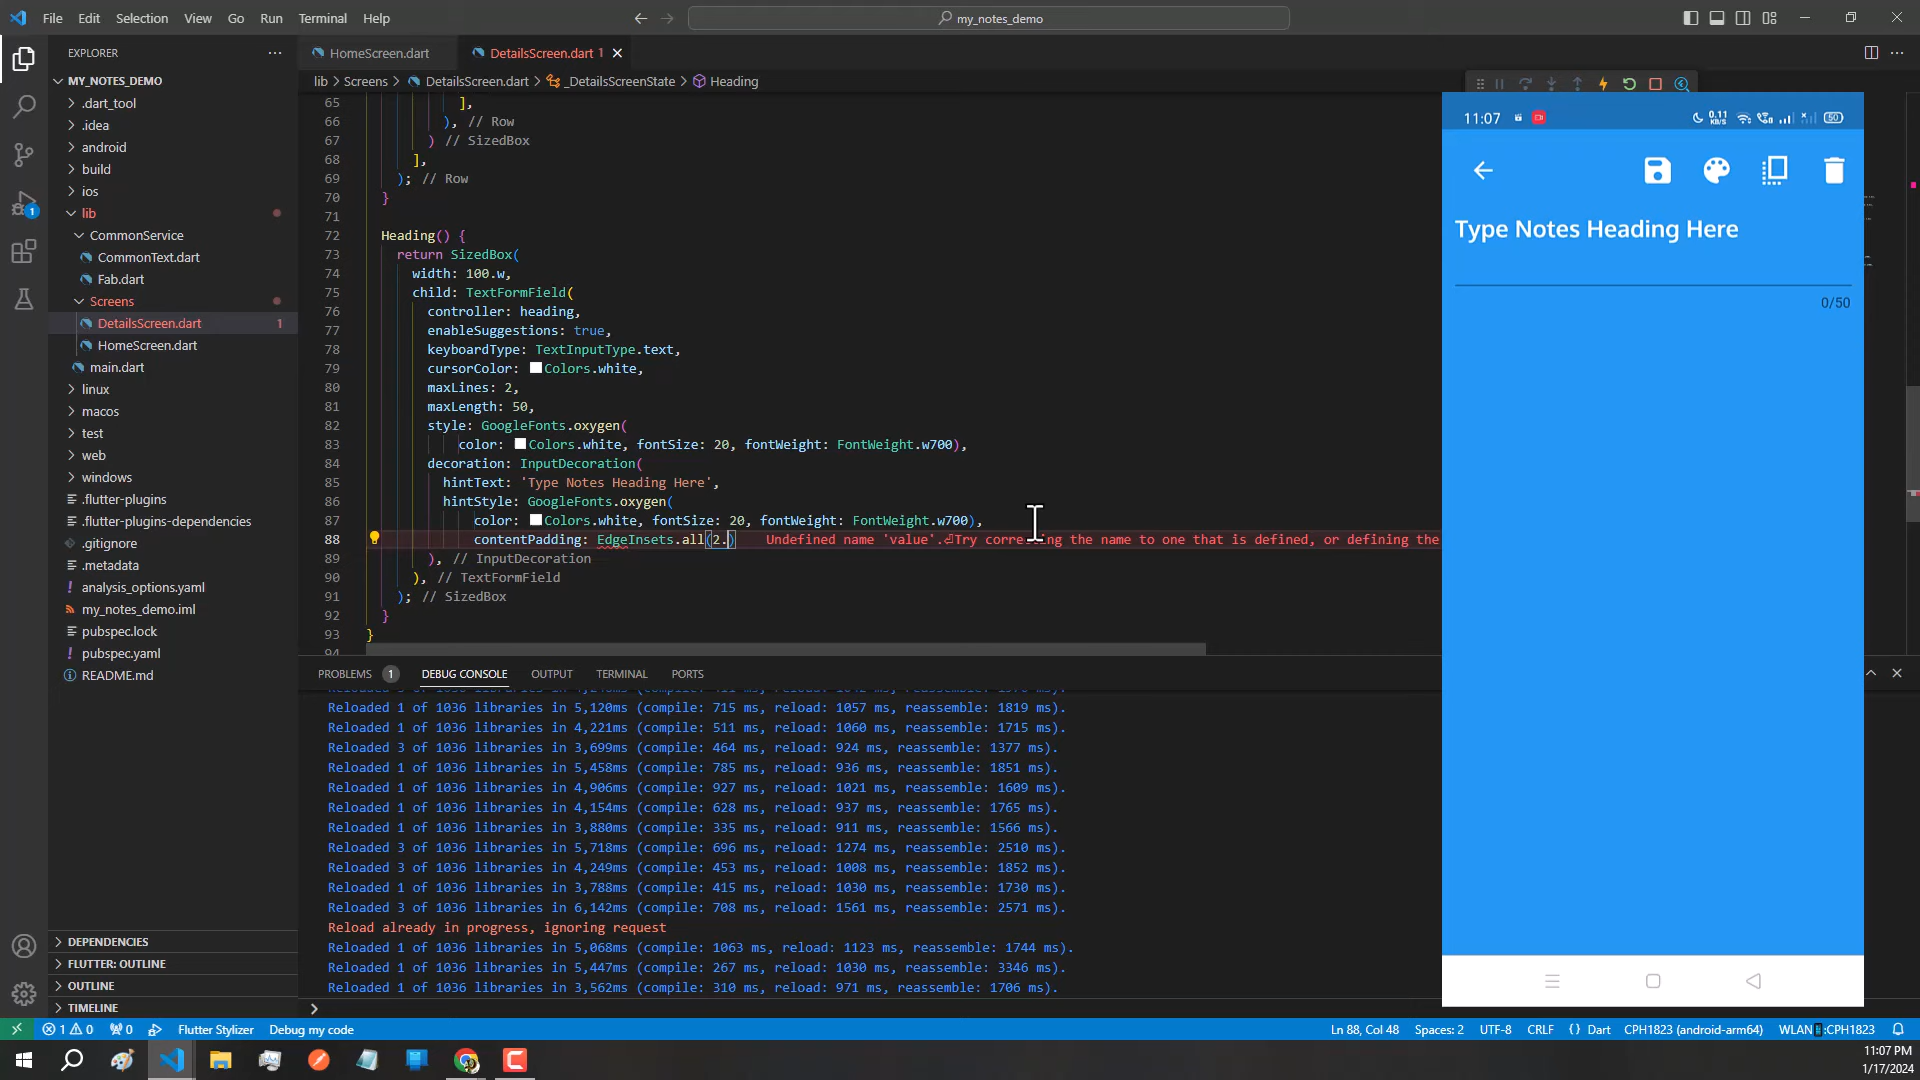 File Edit Selection View Go Run Terminal Help
my_notes_demo
EXPLORER
MY_NOTES_DEMO
.dart_tool
.idea
android
build
ios
lib
CommonService
CommonText.dart
Fab.dart
Screens
DetailsScreen.dart 1
HomeScreen.dart
main.dart
linux
macos
test
web
windows
.flutter-plugins
.flutter-plugins-dependencies
.gitignore
.metadata
analysis_options.yaml
my_notes_demo.iml
pubspec.lock
pubspec.yaml
README.md
DEPENDENCIES
FLUTTER: OUTLINE
OUTLINE
TIMELINE
HomeScreen.dart DetailsScreen.dart 1
lib > Screens > DetailsScreen.dart > _DetailsScreenState > Heading
65 ],
66 ), // Row
67 ) // SizedBox
68 ],
69 ); // Row
70 }
71
72 Heading() {
73 return SizedBox(
74 width: 100.w,
75 child: TextFormField(
76 controller: heading,
77 enableSuggestions: true,
78 keyboardType: TextInputType.text,
79 cursorColor: Colors.white,
80 maxLines: 2,
81 maxLength: 50,
82 style: GoogleFonts.oxygen(
83 color: Colors.white, fontSize: 20, fontWeight: FontWeight.w700),
84 decoration: InputDecoration(
85 hintText: 'Type Notes Heading Here',
86 hintStyle: GoogleFonts.oxygen(
87 color: Colors.white, fontSize: 20, fontWeight: FontWeight.w700),
88 contentPadding: EdgeInsets.all(2.) Undefined name 'value'.⏎Try correcting the name to one that is defined, or defining the
89 ), // InputDecoration
90 ), // TextFormField
91 ); // SizedBox
92 }
93 }
94
PROBLEMS 1 DEBUG CONSOLE OUTPUT TERMINAL PORTS
Reloaded 1 of 1036 libraries in 5,120ms (compile: 715 ms, reload: 1057 ms, reassemble: 1819 ms).
Reloaded 1 of 1036 libraries in 4,221ms (compile: 511 ms, reload: 1060 ms, reassemble: 1715 ms).
Reloaded 3 of 1036 libraries in 3,699ms (compile: 464 ms, reload: 924 ms, reassemble: 1377 ms).
Reloaded 1 of 1036 libraries in 5,458ms (compile: 785 ms, reload: 936 ms, reassemble: 1851 ms).
Reloaded 1 of 1036 libraries in 4,906ms (compile: 927 ms, reload: 1021 ms, reassemble: 1609 ms).
Reloaded 1 of 1036 libraries in 4,154ms (compile: 628 ms, reload: 937 ms, reassemble: 1765 ms).
Reloaded 1 of 1036 libraries in 3,880ms (compile: 335 ms, reload: 911 ms, reassemble: 1566 ms).
Reloaded 3 of 1036 libraries in 5,718ms (compile: 696 ms, reload: 1274 ms, reassemble: 2510 ms).
Reloaded 3 of 1036 libraries in 4,249ms (compile: 453 ms, reload: 1008 ms, reassemble: 1852 ms).
Reloaded 1 of 1036 libraries in 3,788ms (compile: 415 ms, reload: 1030 ms, reassemble: 1730 ms).
Reloaded 3 of 1036 libraries in 6,142ms (compile: 708 ms, reload: 1561 ms, reassemble: 2571 ms).
Reload already in progress, ignoring request
Reloaded 1 of 1036 libraries in 5,068ms (compile: 1063 ms, reload: 1123 ms, reassemble: 1744 ms).
Reloaded 1 of 1036 libraries in 5,447ms (compile: 267 ms, reload: 1030 ms, reassemble: 3346 ms).
Reloaded 1 of 1036 libraries in 3,562ms (compile: 310 ms, reload: 971 ms, reassemble: 1706 ms).
11:07 0.11 KB/S 50
Type Notes Heading Here
0/50
1 0 0 Flutter Stylizer Debug my code
Ln 88, Col 48 Spaces: 2 UTF-8 CRLF {} Dart CPH1823 (android-arm64) WLAN :CPH1823
11:07 PM
1/17/2024